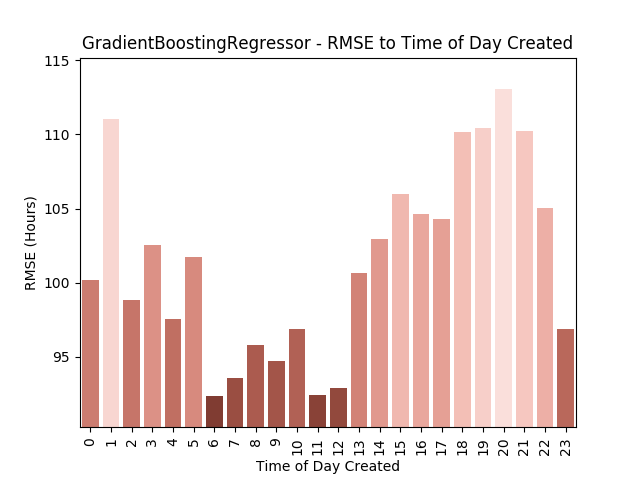 GradientBoostingRegressor - RMSE to Time of Day Created
115
110
105
100
95
RMSE (Hours)
0 1 2 3 4 5 6 7 8 9 10 11 12 13 14 15 16 17 18 19 20 21 22 23
Time of Day Created